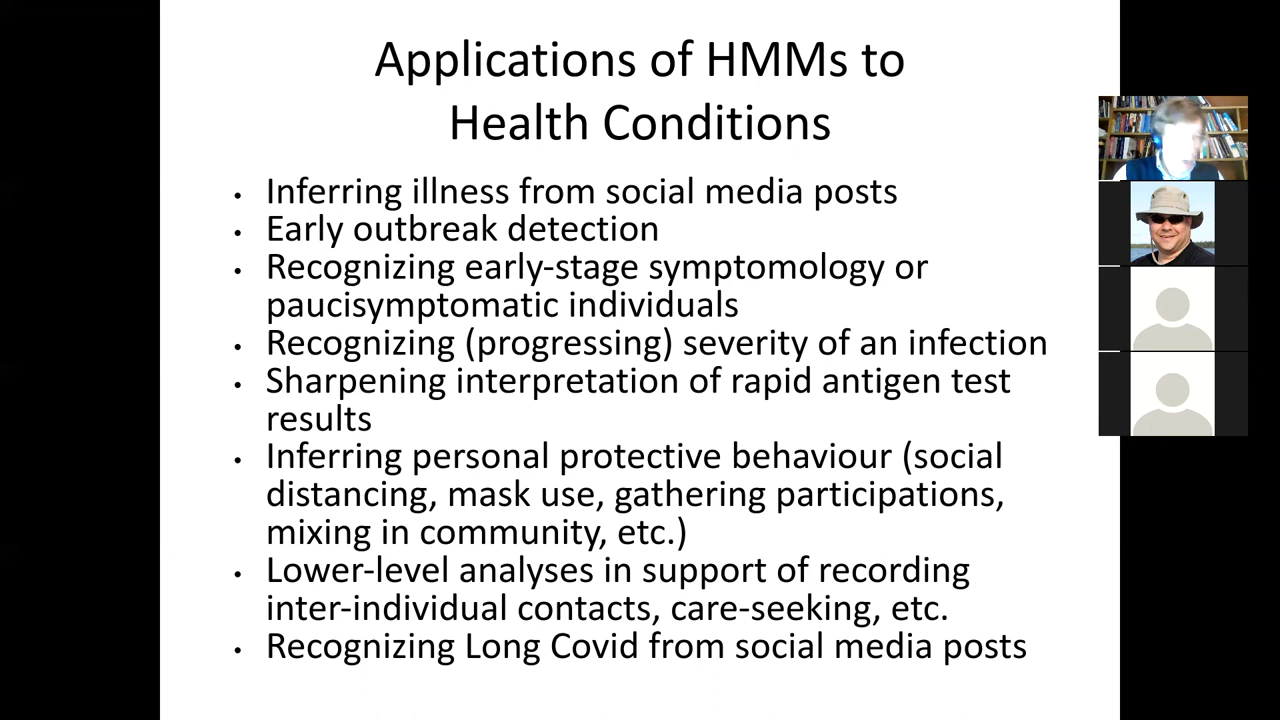 Applications of HMMs to
Health Conditions
• Inferring illness from social media posts
• Early outbreak detection
• Recognizing early-stage symptomology or
paucisymptomatic individuals
• Recognizing (progressing) severity of an infection
• Sharpening interpretation of rapid antigen test
results
• Inferring personal protective behaviour (social
distancing, mask use, gathering participations,
mixing in community, etc.)
• Lower-level analyses in support of recording
inter-individual contacts, care-seeking, etc.
• Recognizing Long Covid from social media posts